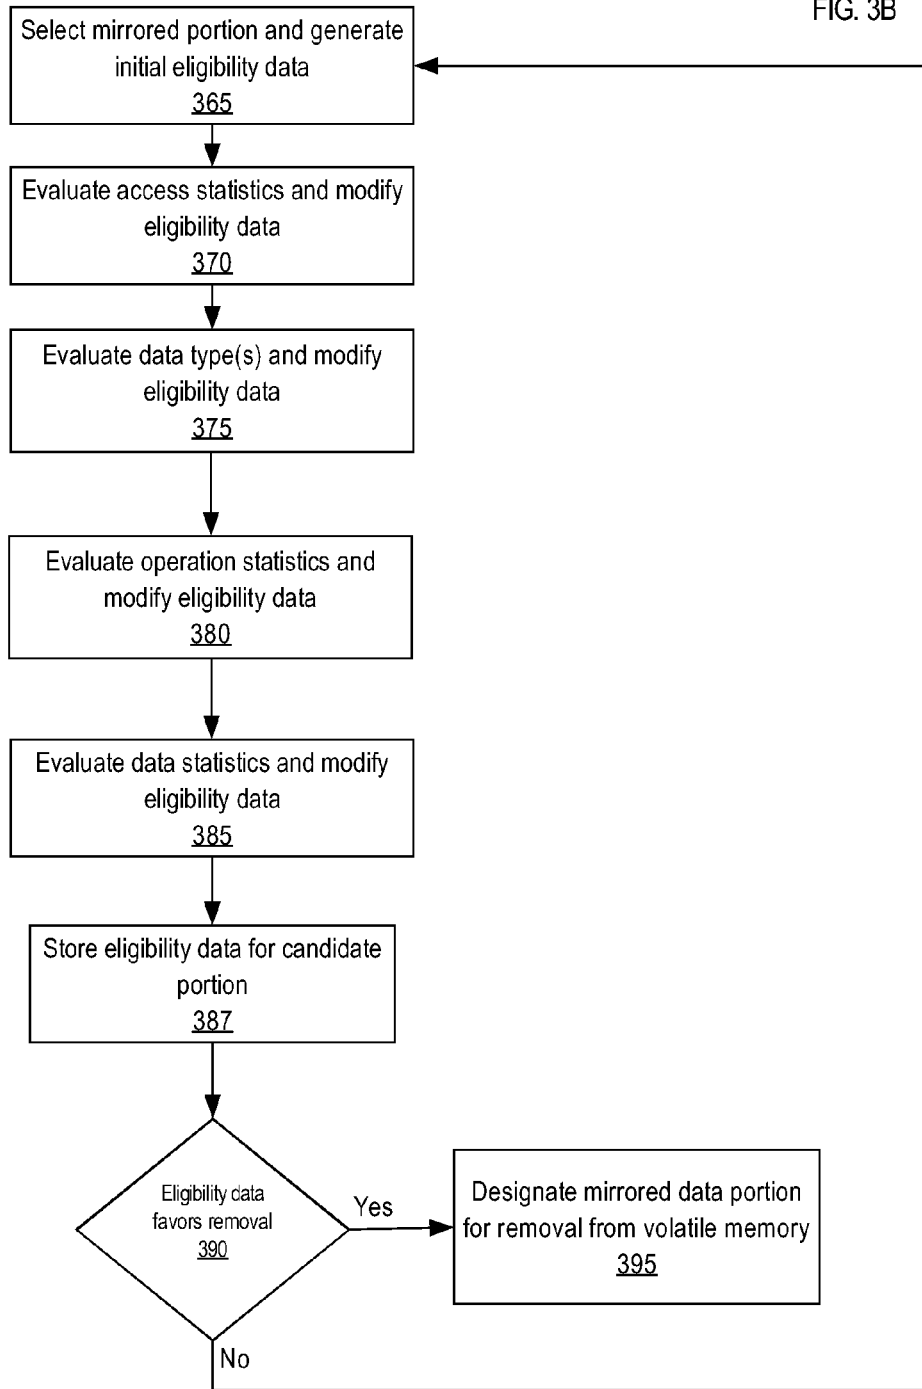 FIG. 3B
Select mirrored portion and generate
initial eligibility data
365
Evaluate access statistics and modify
eligibility data
370
Evaluate data type(s) and modify
eligibility data
375
Evaluate operation statistics and
modify eligibility data
380
Evaluate data statistics and modify
eligibility data
385
Store eligibility data for candidate
portion
387
Eligibility data
favors removal
390
Yes
Designate mirrored data portion
for removal from volatile memory
395
No